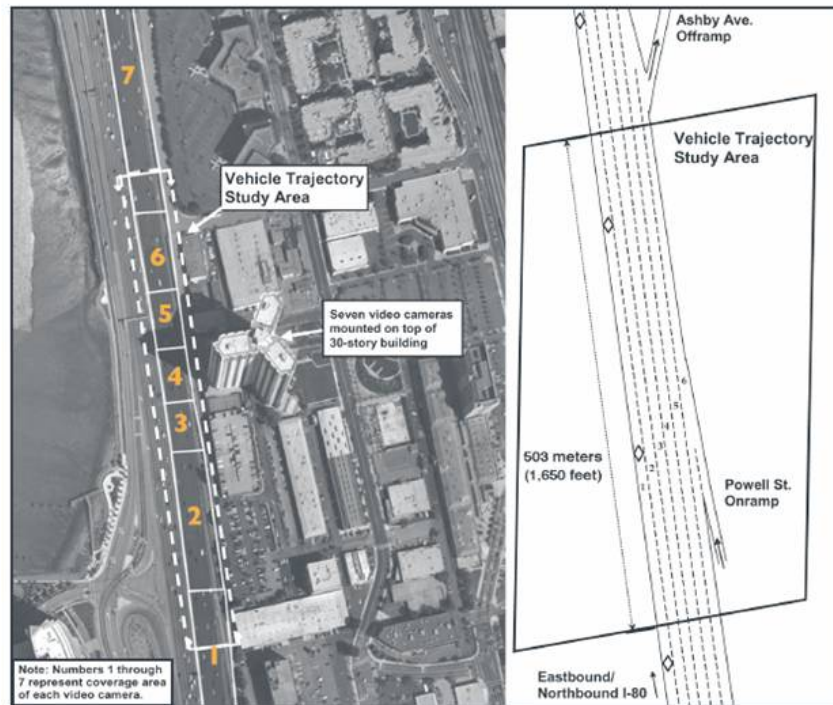 7
Vehicle Trajectory
Study Area
6
5
Seven video cameras
mounted on top of
30-story building
4
3
2
1
Note: Numbers 1 through
7 represent coverage area
of each video camera.
Ashby Ave.
Offramp
Vehicle Trajectory
Study Area
6
5
4
3
2
1
503 meters
(1,650 feet)
Powell St.
Onramp
Eastbound/
Northbound I-80